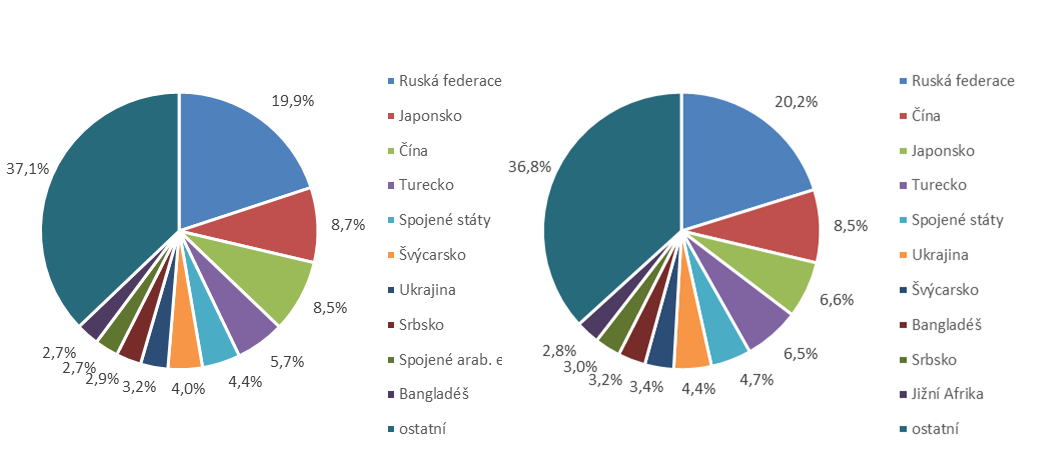 19,9%
8,7%
8,5%
5,7%
4,4%
4,0%
3,2%
2,9%
2,7%
2,7%
37,1%
Ruská federace
Japonsko
Čína
Turecko
Spojené státy
Švýcarsko
Ukrajina
Srbsko
Spojené arab. e
Bangladéš
ostatní
20,2%
8,5%
6,6%
6,5%
4,7%
4,4%
3,4%
3,2%
3,0%
2,8%
36,8%
Ruská federace
Čína
Japonsko
Turecko
Spojené státy
Ukrajina
Švýcarsko
Bangladéš
Srbsko
Jižní Afrika
ostatní